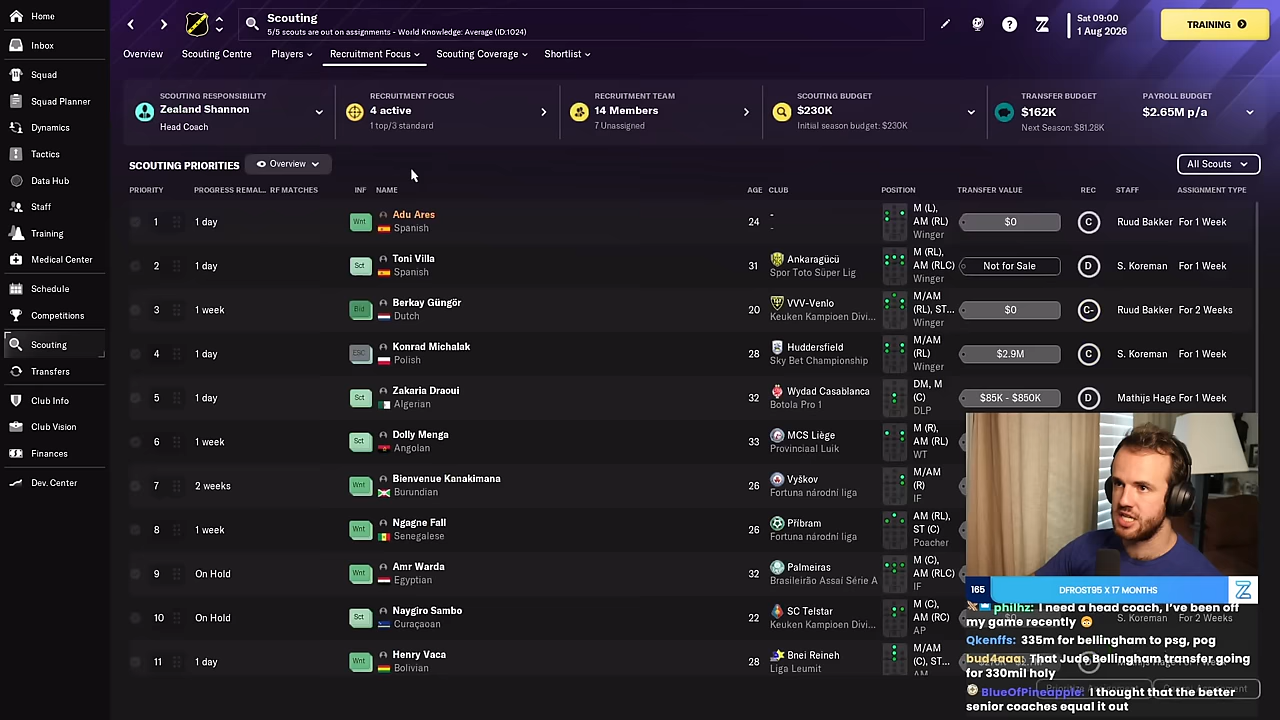 Home
Inbox
Squad
Squad Planner
Dynamics
Tactics
Data Hub
Staff
Training
Medical Center
Schedule
Competitions
Scouting
Transfers
Club Info
Club Vision
Finances
Dev. Center
Scouting
5/5 scouts are out on assignments - World Knowledge: Average (ID:1024)
Sat 09:00
1 Aug 2026
TRAINING
Overview Scouting Centre Players Recruitment Focus Scouting Coverage Shortlist
SCOUTING RESPONSIBILITY
Zealand Shannon
Head Coach
RECRUITMENT FOCUS
4 active
1 top/3 standard
RECRUITMENT TEAM
14 Members
7 Unassigned
SCOUTING BUDGET
$230K
Initial season budget: $230K
TRANSFER BUDGET
$162K
Next Season: $81.28K
PAYROLL BUDGET
$2.65M p/a
SCOUTING PRIORITIES
Overview
All Scouts
PRIORITY PROGRESS REMAI... RF MATCHES INF NAME AGE CLUB POSITION TRANSFER VALUE REC STAFF ASSIGNMENT TYPE
1 1 day Wnt Adu Ares 24 - M (L), AM (RL) $0 C Ruud Bakker For 1 Week
Spanish - Winger
2 1 day Sct Toni Villa 31 Ankaragücü M (RL), AM (RLC) Not for Sale D S. Koreman For 1 Week
Spanish Spor Toto Süper Lig Winger
3 1 week Bid Berkay Güngör 20 VVV-Venlo M/AM (RL), ST... $0 C- Ruud Bakker For 2 Weeks
Dutch Keuken Kampioen Divi... Winger
4 1 day Konrad Michalak 28 Huddersfield M/AM (RL) $2.9M C S. Koreman For 1 Week
Polish Sky Bet Championship Winger
5 1 day Sct Zakaria Draoui 32 Wydad Casablanca DM, M (C) $85K - $850K D Mathijs Hage For 1 Week
Algerian Botola Pro 1 DLP
6 1 week Sct Dolly Menga 33 MCS Liège M (R), AM (RL)
Angolan Provinciaal Luik WT
7 2 weeks Wnt Bienvenue Kanakimana 26 Vyškov M/AM (R)
Burundian Fortuna národní liga IF
8 1 week Wnt Ngagne Fall 26 Příbram AM (RL), ST (C)
Senegalese Fortuna národní liga Poacher
9 On Hold Wnt Amr Warda 32 Palmeiras M (C), AM (RLC)
Egyptian Brasileirão Assaí Série A IF
10 On Hold Sct Naygiro Sambo 22 SC Telstar M (C), AM (RC) S. Koreman For 2 Weeks
Curaçaoan Keuken Kampioen Divi... AP
11 1 day Wnt Henry Vaca 28 Bnei Reineh M/AM (C), ST...
Bolivian Liga Leumit AM
165 DFROST95 X 17 MONTHS
philhz: I need a head coach, I've been off
my game recently
Qkenffs: 335m for bellingham to psg, pog
bud4aaa: That Jude Bellingham transfer going
for 330mil holy
BlueOfPineapple: I thought that the better
senior coaches equal it out